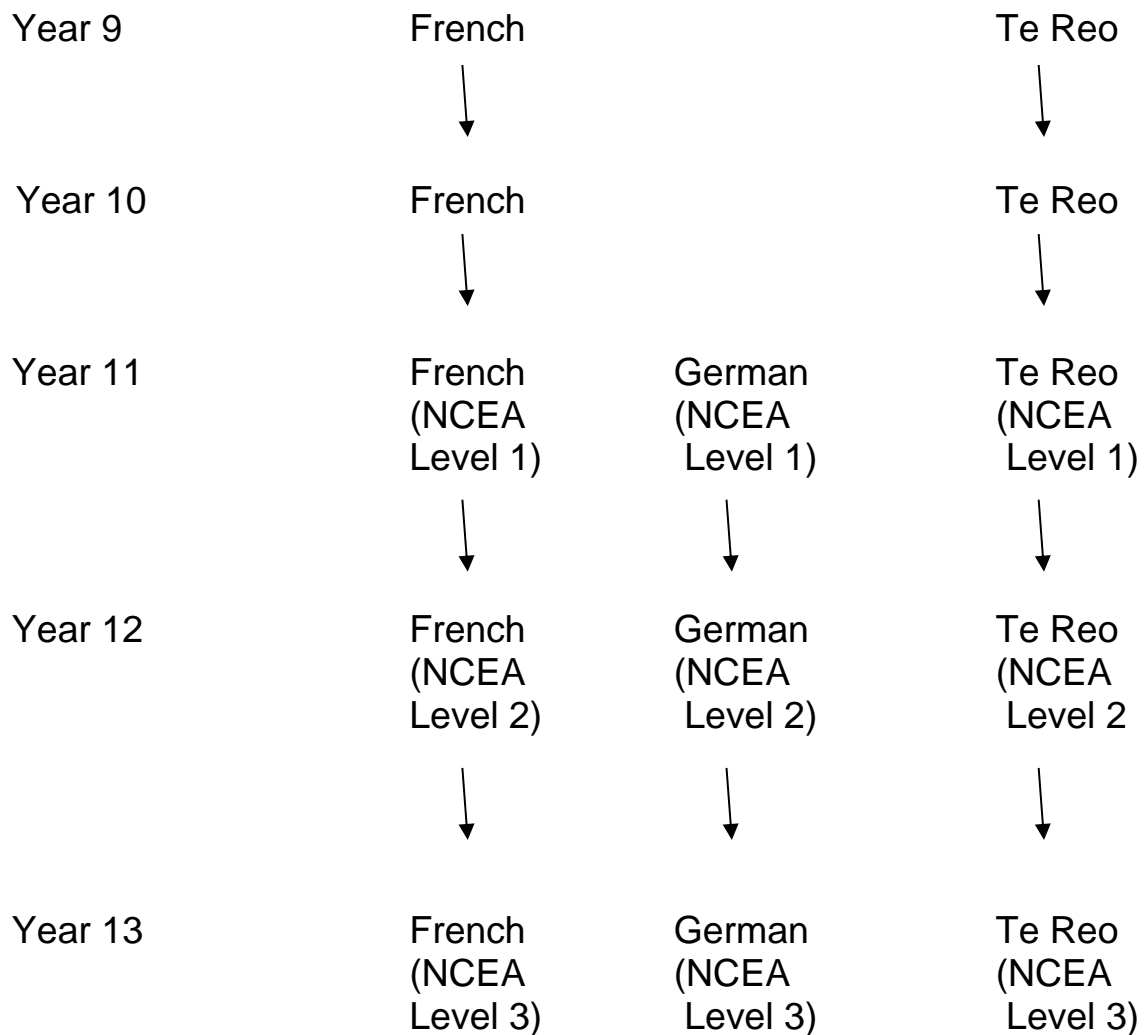 Year 9 French Te Reo
Year 10 French Te Reo
Year 11 French German Te Reo
(NCEA (NCEA (NCEA
Level 1) Level 1) Level 1)
Year 12 French German Te Reo
(NCEA (NCEA (NCEA
Level 2) Level 2) Level 2
Year 13 French German Te Reo
(NCEA (NCEA (NCEA
Level 3) Level 3) Level 3)